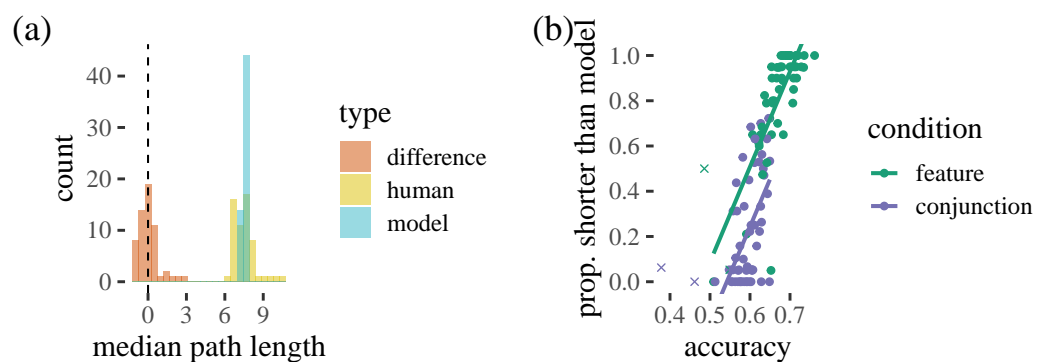 (a)
count
40
30
20
10
0
0 3 6 9
median path length
type
difference
human
model
(b)
prop. shorter than model
1.0
0.8
0.6
0.4
0.2
0.0
0.4 0.5 0.6 0.7
accuracy
condition
feature
conjunction